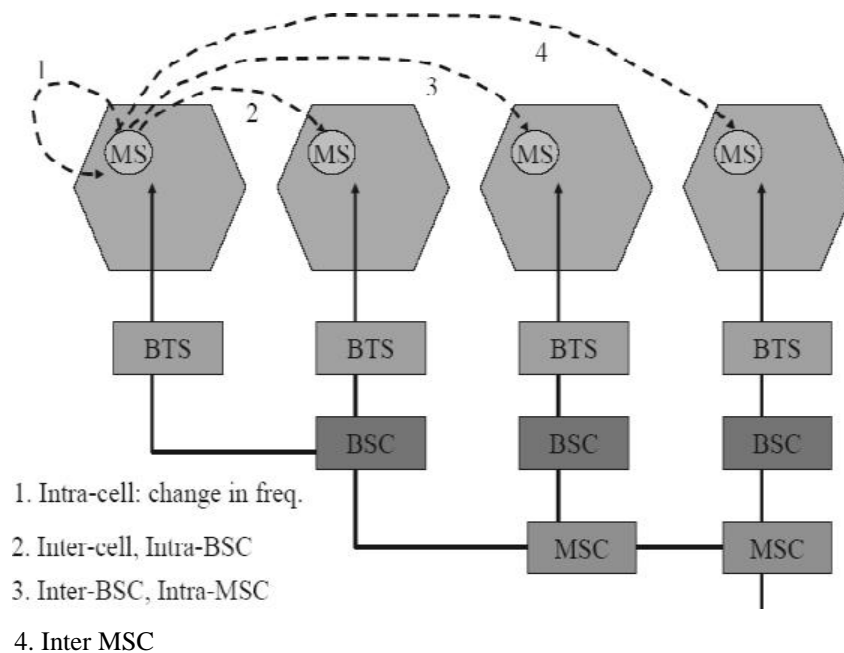 1
2
3
4
MS
MS
MS
MS
BTS
BTS
BTS
BTS
BSC
BSC
BSC
MSC
MSC
1. Intra-cell: change in freq.
2. Inter-cell, Intra-BSC
3. Inter-BSC, Intra-MSC
4. Inter MSC